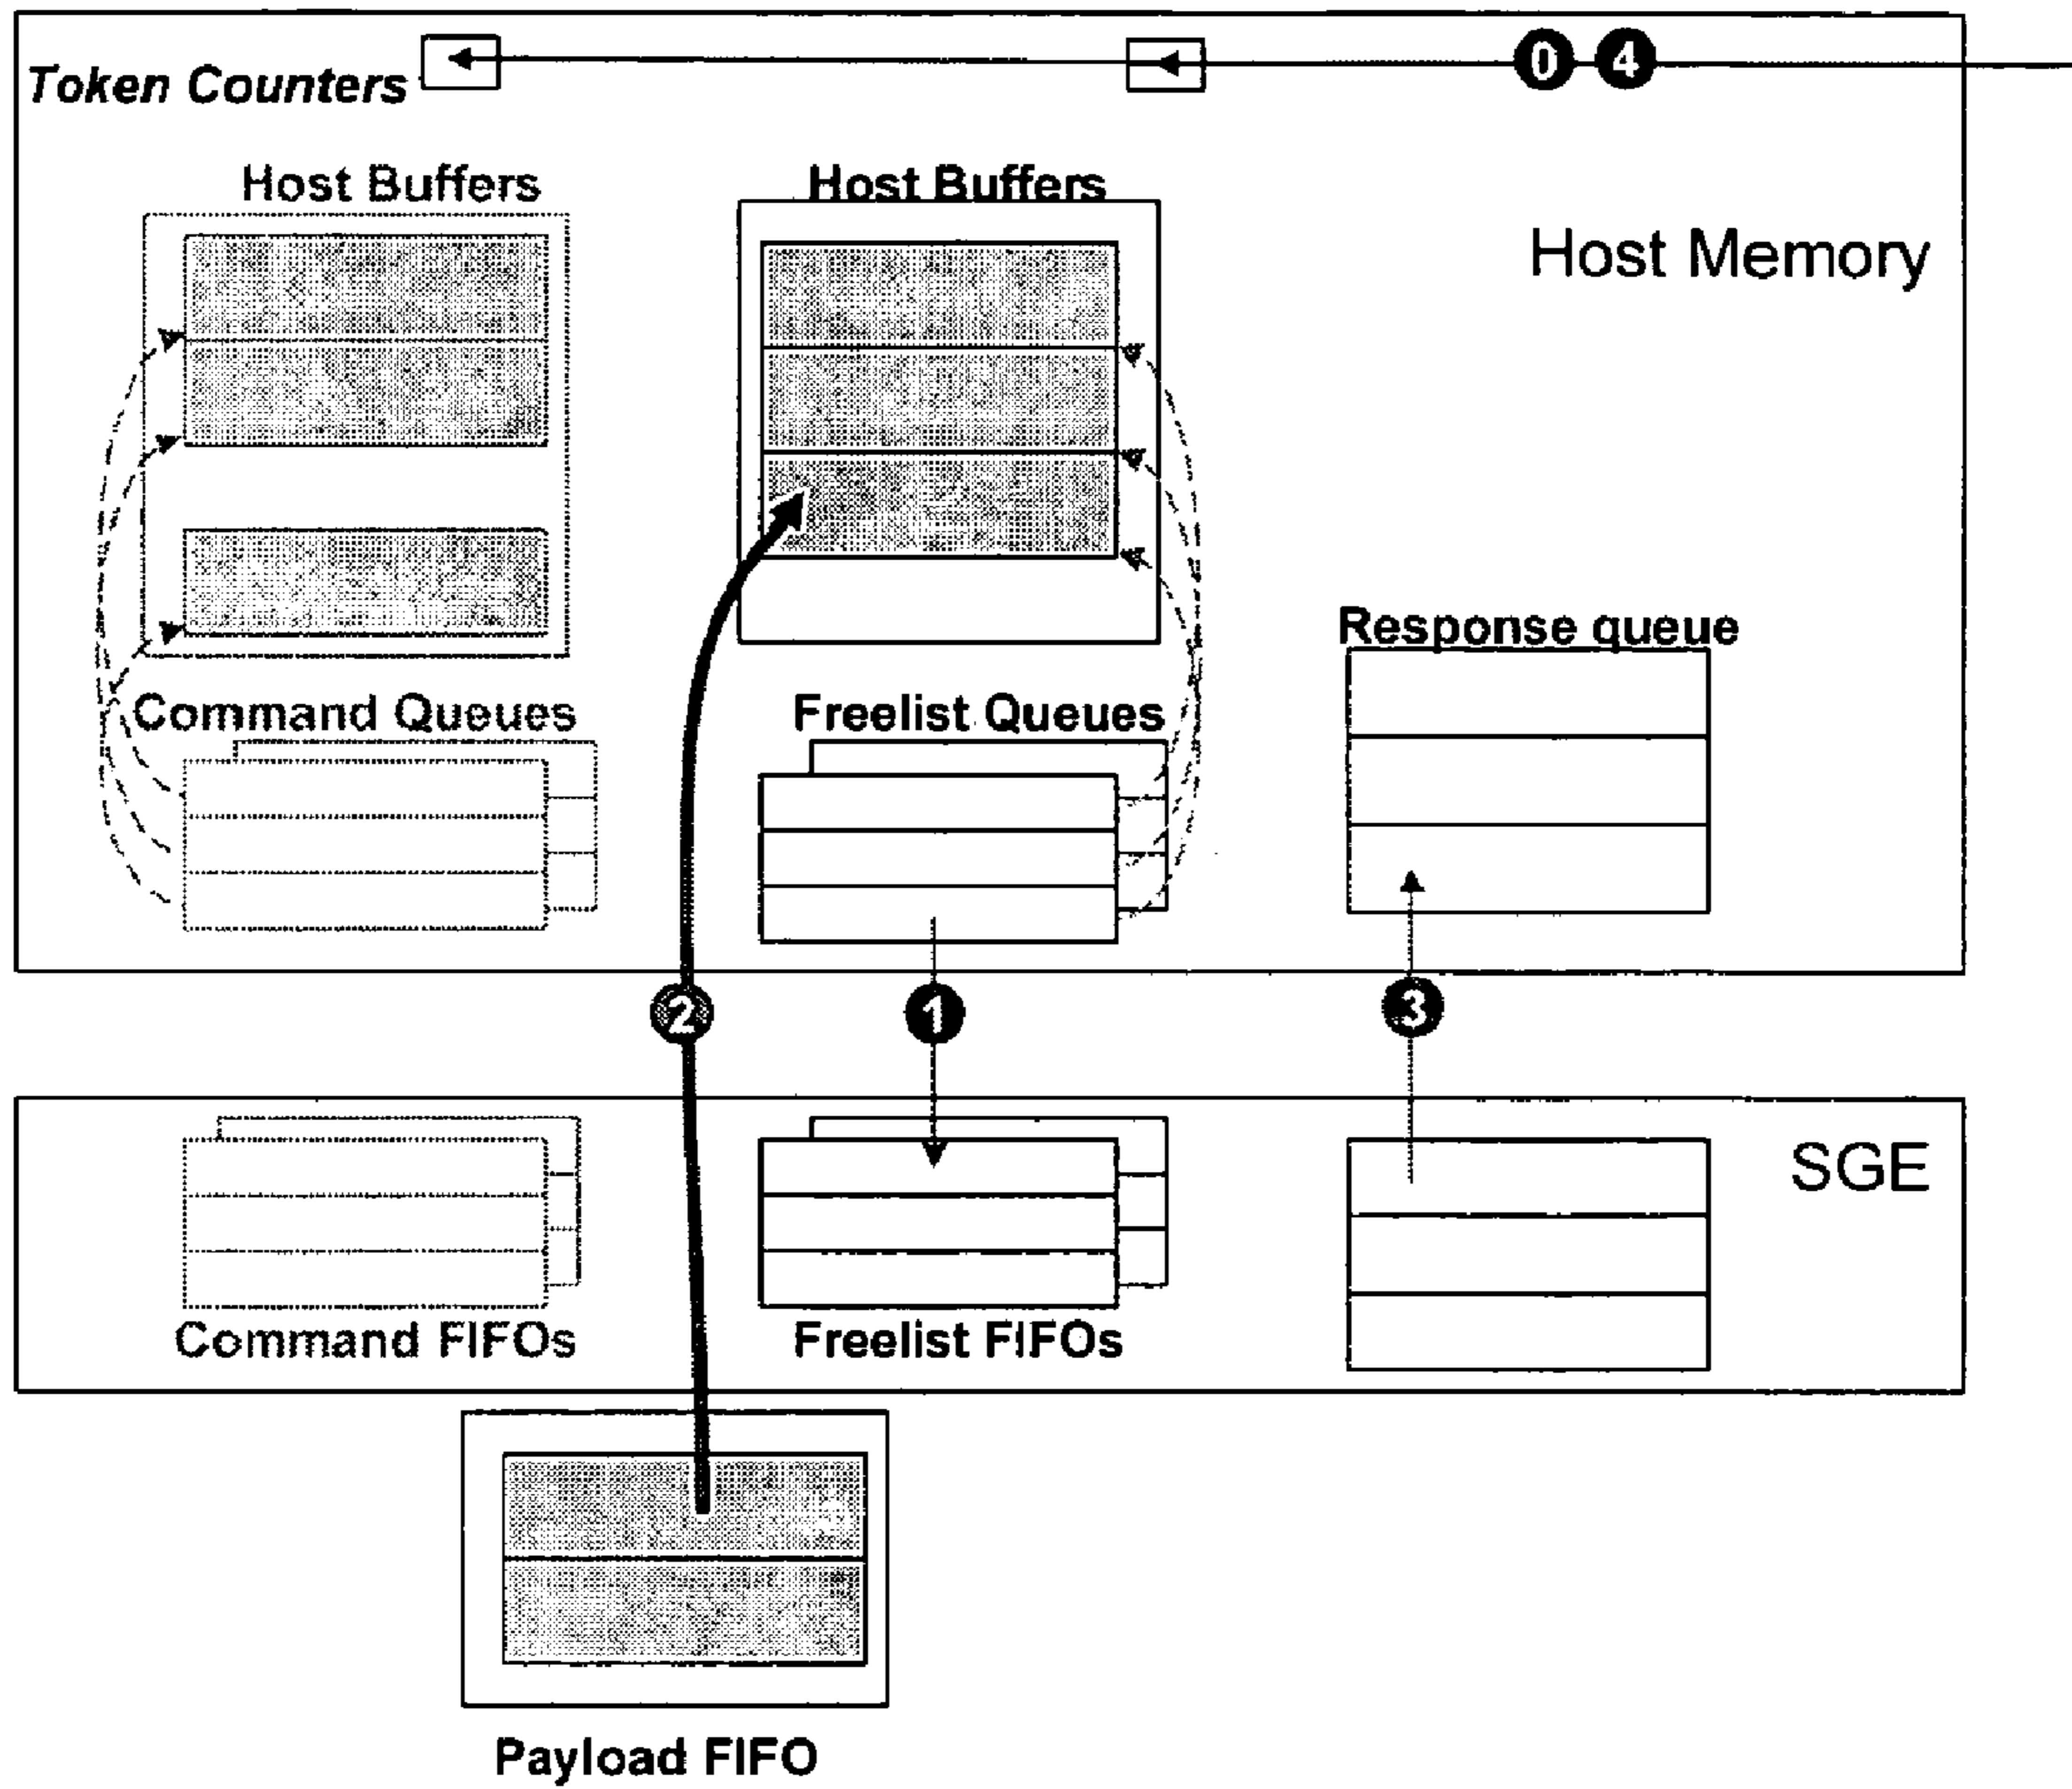 0 4
Token Counters
Host Buffers
Host Buffers
Host Memory
Response queue
Command Queues
Freelist Queues
2
1
3
SGE
Command FIFOs
Freelist FIFOs
Payload FIFO